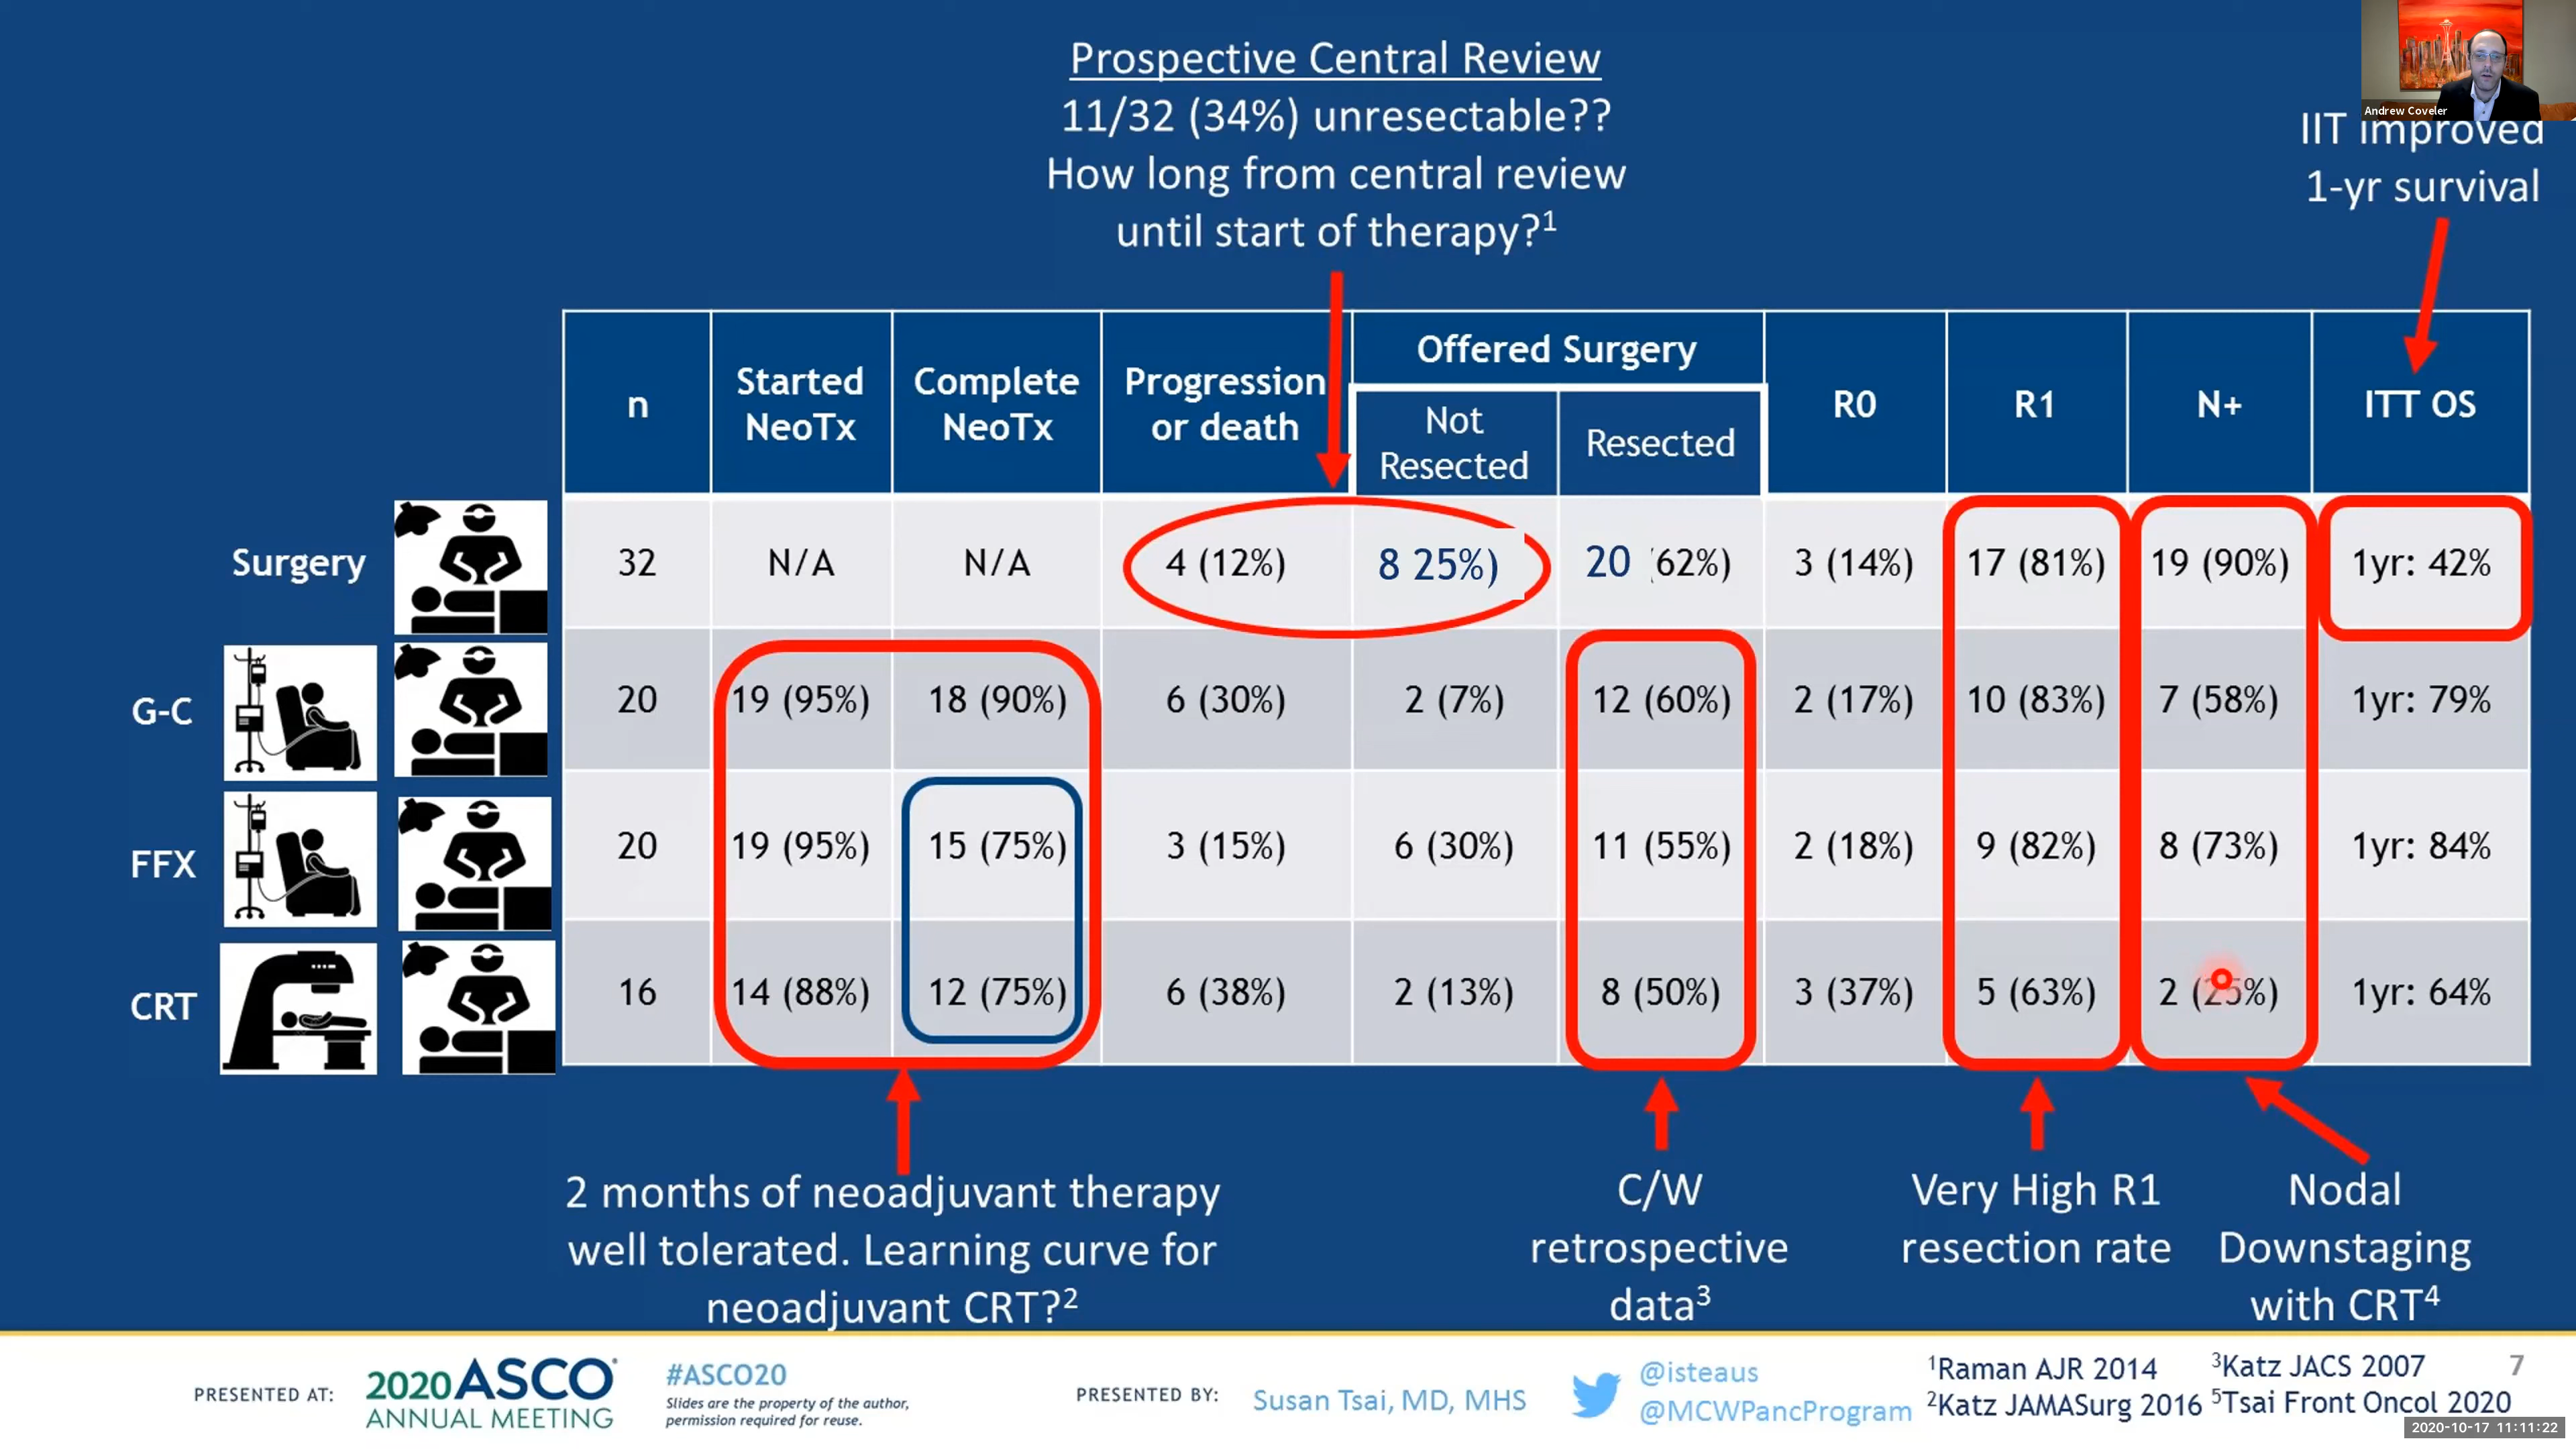 Andrew Coveler
Prospective Central Review
11/32 (34%) unresectable??
How long from central review
until start of therapy?1
IIT improved
1-yr survival
n
Started
NeoTx
Complete
NeoTx
Progression
or death
Offered Surgery
Not
Resected
Resected
R0
R1
N+
ITT OS
Surgery
32
N/A
N/A
4 (12%)
8 25%)
20 (62%)
3 (14%)
17 (81%)
19 (90%)
1yr: 42%
G-C
20
19 (95%)
18 (90%)
6 (30%)
2 (7%)
12 (60%)
2 (17%)
10 (83%)
7 (58%)
1yr: 79%
FFX
20
19 (95%)
15 (75%)
3 (15%)
6 (30%)
11 (55%)
2 (18%)
9 (82%)
8 (73%)
1yr: 84%
CRT
16
14 (88%)
12 (75%)
6 (38%)
2 (13%)
8 (50%)
3 (37%)
5 (63%)
2 (25%)
1yr: 64%
2 months of neoadjuvant therapy
well tolerated. Learning curve for
neoadjuvant CRT?2
C/W
retrospective
data3
Very High R1
resection rate
Nodal
Downstaging
with CRT4
PRESENTED AT:
2020 ASCO
ANNUAL MEETING
#ASCO20
Slides are the property of the author,
permission required for reuse.
PRESENTED BY:
Susan Tsai, MD, MHS
@isteaus
@MCWPancProgram
1Raman AJR 2014
2Katz JAMASurg 2016
3Katz JACS 2007
5Tsai Front Oncol 2020
7
2020-10-17 11:11:22